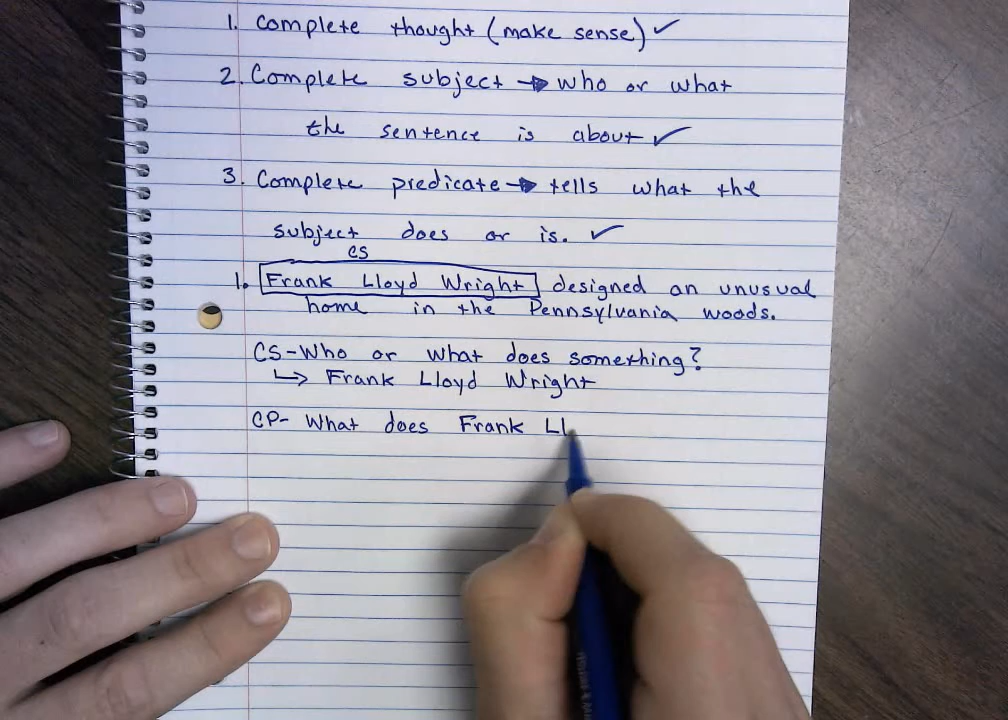 1. Complete thought (make sense) ✓
2. Complete subject → who or what
the sentence is about ✓
3. Complete predicate → tells what the
subject does or is. ✓
CS
1. Frank Lloyd Wright designed an unusual
home in the Pennsylvania woods.
CS-Who or what does something?
↳ Frank Lloyd Wright
CP- What does Frank Ll